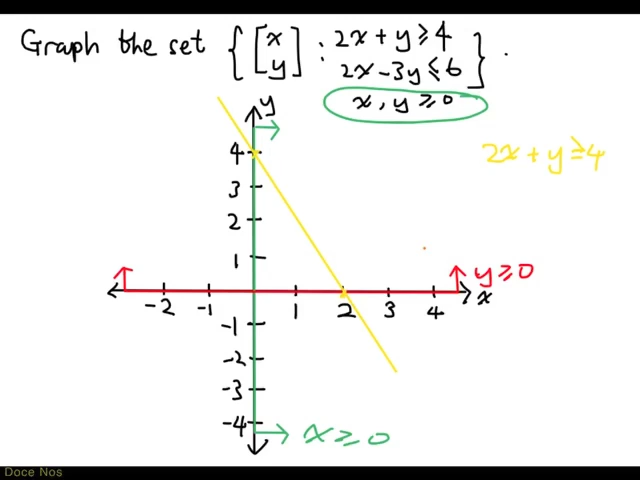 Graph the set { [x y] : 2x + y ≥ 4
2x - 3y ≤ 6
x, y ≥ 0 } .
y
2x + y ≥ 4
4
3
2
1
y ≥ 0
-2 -1 1 2 3 4 x
-1
-2
-3
-4
x ≥ 0
Doce Nos